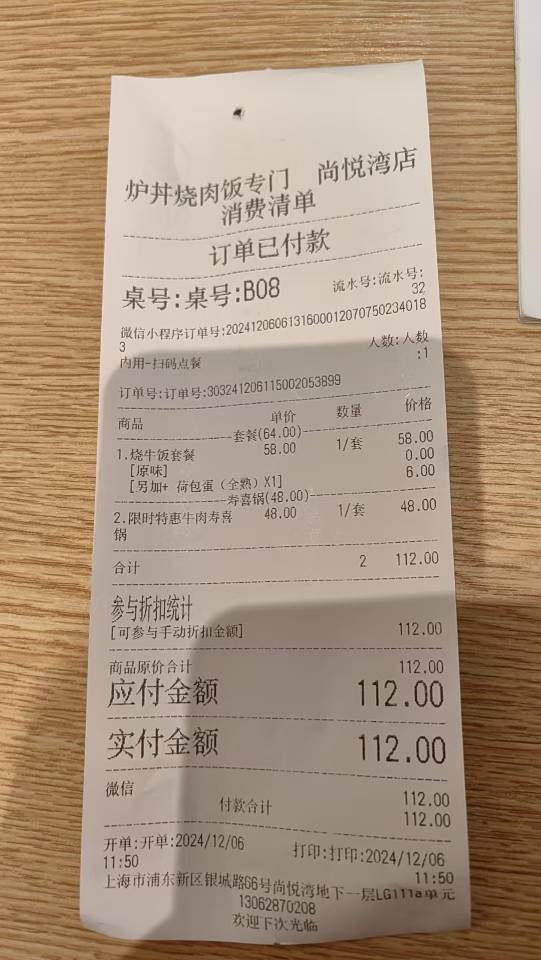 炉丼烧肉饭专门 尚悦湾店
消费清单
订单已付款
桌号:桌号:B08 流水号:流水号:
32
微信小程序订单号:2024120606131600012070750234018
3
内用-扫码点餐 人数:人数
:1
订单号:订单号:303241206115002053899
商品 单价 数量 价格
套餐(64.00)
1.烧牛饭套餐 58.00 1/套 58.00
[原味] 0.00
[另加+ 荷包蛋（全熟）X1] 6.00
寿喜锅(48.00)
2.限时特惠牛肉寿喜 48.00 1/套 48.00
锅
合计 2 112.00
参与折扣统计
[可参与手动折扣金额] 112.00
商品原价合计 112.00
应付金额 112.00
实付金额 112.00
微信 112.00
付款合计 112.00
开单:开单:2024/12/06 打印:打印:2024/12/06
11:50 11:50
上海市浦东新区银城路66号尚悦湾地下一层LG111a单元
13062870208
欢迎下次光临